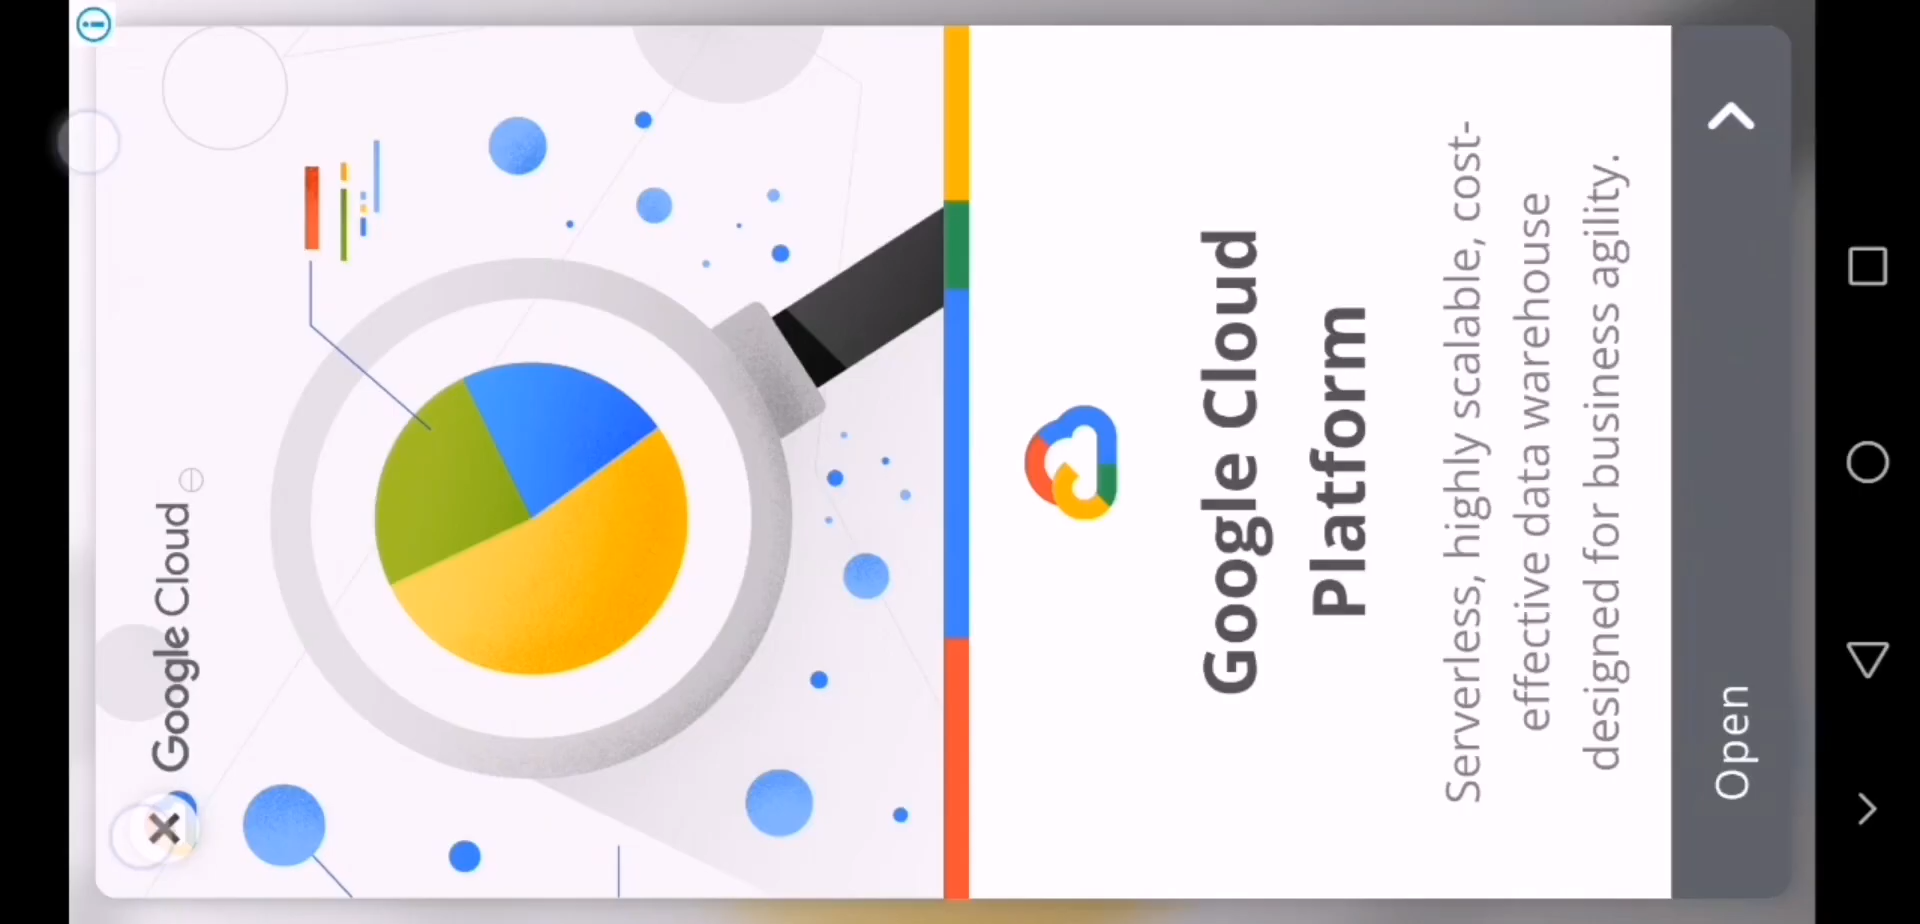 Google Cloud
Google Cloud
Platform
Serverless, highly scalable, cost-
effective data warehouse
designed for business agility.
Open